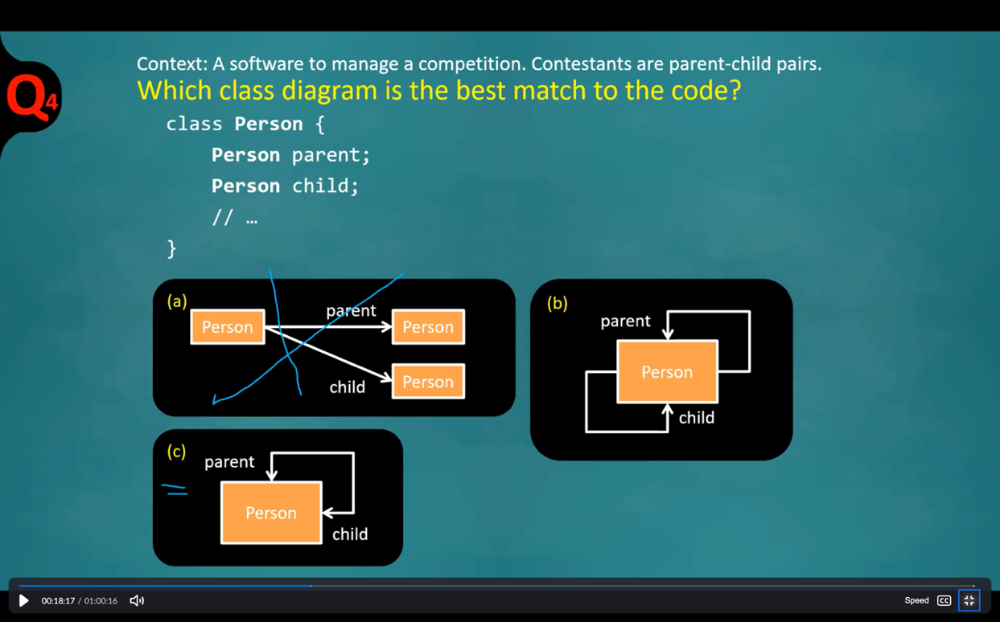 Q4
Context: A software to manage a competition. Contestants are parent-child pairs.
Which class diagram is the best match to the code?
class Person {
Person parent;
Person child;
// …
}
(a)
Person
parent
Person
child
Person
(b)
parent
Person
child
(c)
parent
Person
child
00:18:17 / 01:00:16
Speed
CC